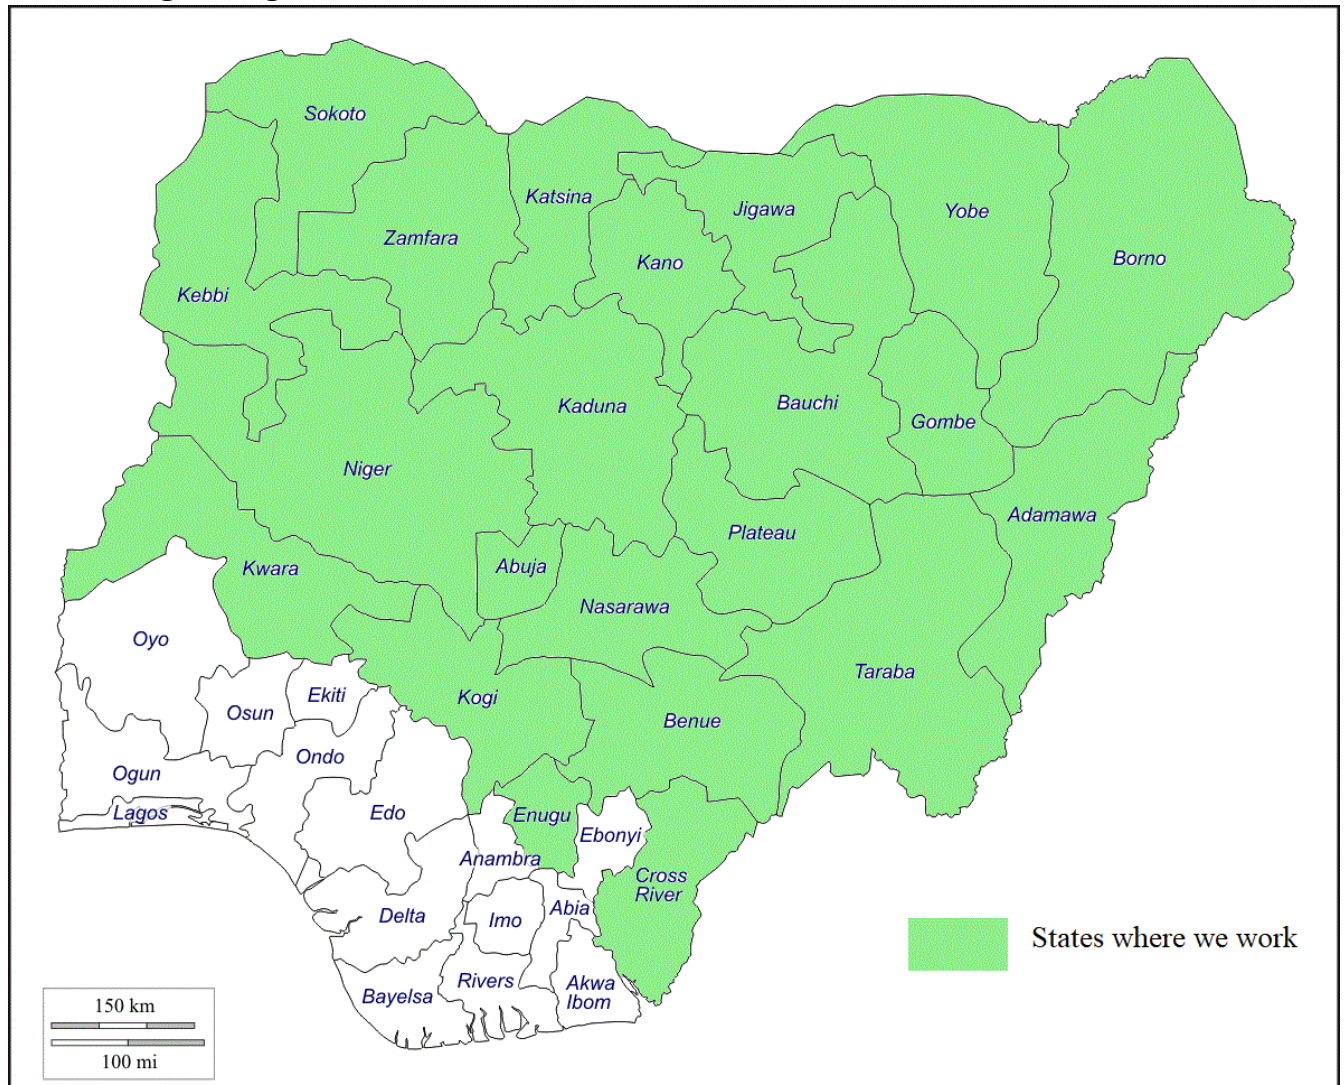 Sokoto
Katsina
Jigawa
Yobe
Zamfara
Kano
Borno
Kebbi
Kaduna
Bauchi
Gombe
Niger
Adamawa
Plateau
Abuja
Kwara
Nasarawa
Oyo
Taraba
Ekiti
Kogi
Osun
Benue
Ondo
Ogun
Lagos
Edo
Enugu
Ebonyi
Anambra
Cross
River
Abia
Delta
Imo
States where we work
Rivers
Akwa
Ibom
Bayelsa
150 km
100 mi